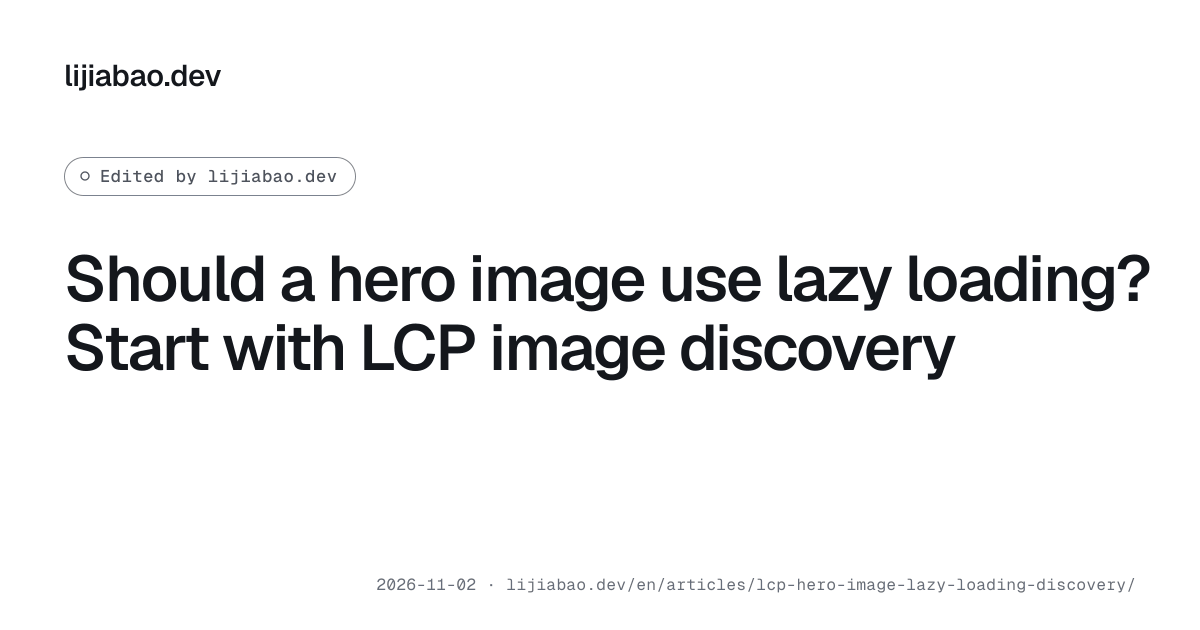 lijiabao.dev
Edited by lijiabao.dev
Should a hero image use lazy loading?
Start with LCP image discovery
2026-11-02 · lijiabao.dev/en/articles/lcp-hero-image-lazy-loading-discovery/